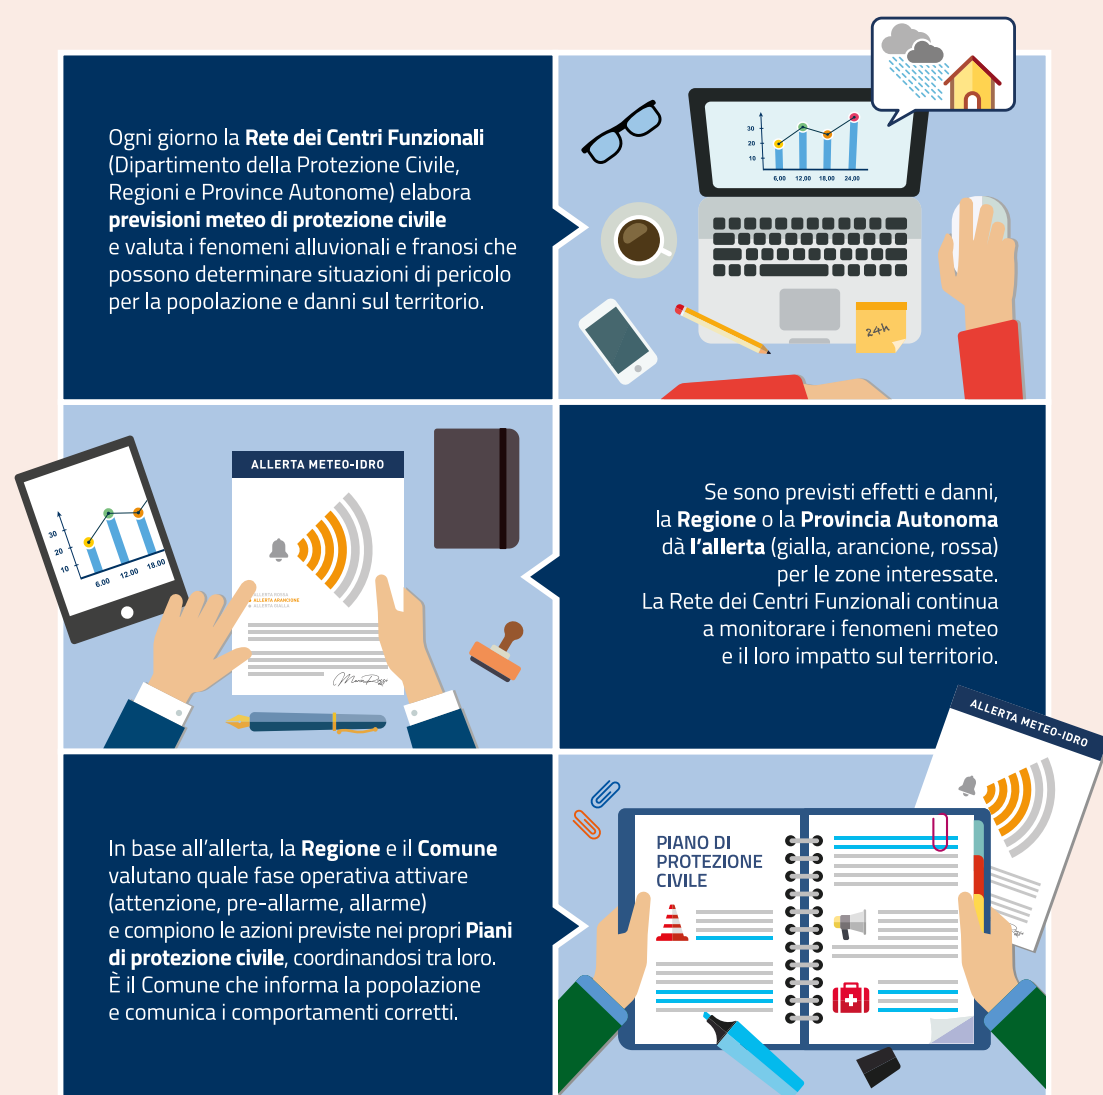 Ogni giorno la Rete dei Centri Funzionali
(Dipartimento della Protezione Civile,
Regioni e Province Autonome) elabora
previsioni meteo di protezione civile
e valuta i fenomeni alluvionali e franosi che
possono determinare situazioni di pericolo
per la popolazione e danni sul territorio.
30
20
10
6,00 12,00 18,00 24,00
24h
30
20
10
6.00 12.00 18.00
ALLERTA METEO-IDRO
ALLERTA ROSSA
ALLERTA ARANCIONE
ALLERTA GIALLA
Se sono previsti effetti e danni,
la Regione o la Provincia Autonoma
dà l'allerta (gialla, arancione, rossa)
per le zone interessate.
La Rete dei Centri Funzionali continua
a monitorare i fenomeni meteo
e il loro impatto sul territorio.
ALLERTA METEO-IDRO
In base all'allerta, la Regione e il Comune
valutano quale fase operativa attivare
(attenzione, pre-allarme, allarme)
e compiono le azioni previste nei propri Piani
di protezione civile, coordinandosi tra loro.
È il Comune che informa la popolazione
e comunica i comportamenti corretti.
PIANO DI
PROTEZIONE
CIVILE